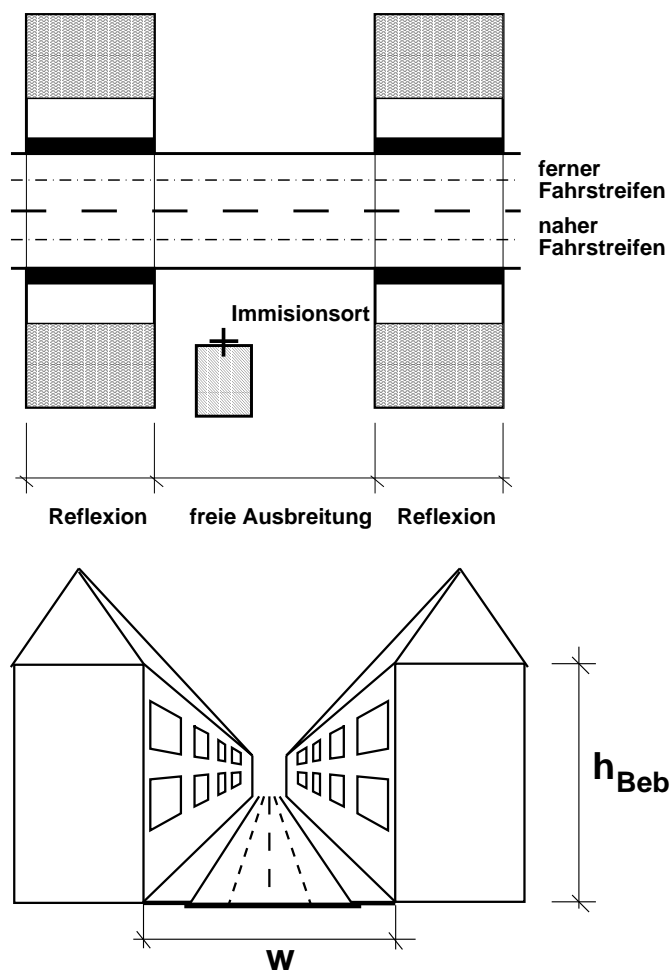 ferner
Fahrstreifen
naher
Fahrstreifen
Immisionsort
Reflexion freie Ausbreitung Reflexion
hBeb
w